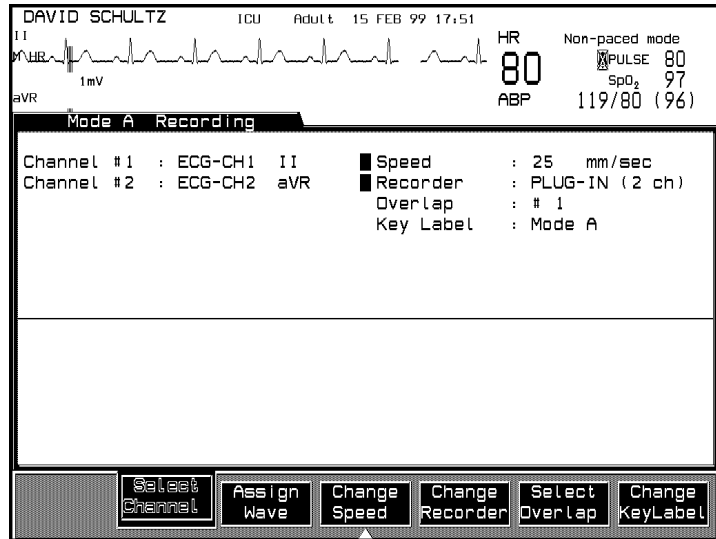 DAVID SCHULTZ ICU Adult 15 FEB 99 17:51
II
M HR
1mV
aVR
HR
80
Non-paced mode
PULSE 80
SpO₂ 97
ABP 119/80 (96)
Mode A Recording
Channel #1 : ECG-CH1 II
Channel #2 : ECG-CH2 aVR
Speed : 25 mm/sec
Recorder : PLUG-IN (2 ch)
Overlap : # 1
Key Label : Mode A
Select Channel
Assign Wave
Change Speed
Change Recorder
Select Overlap
Change KeyLabel